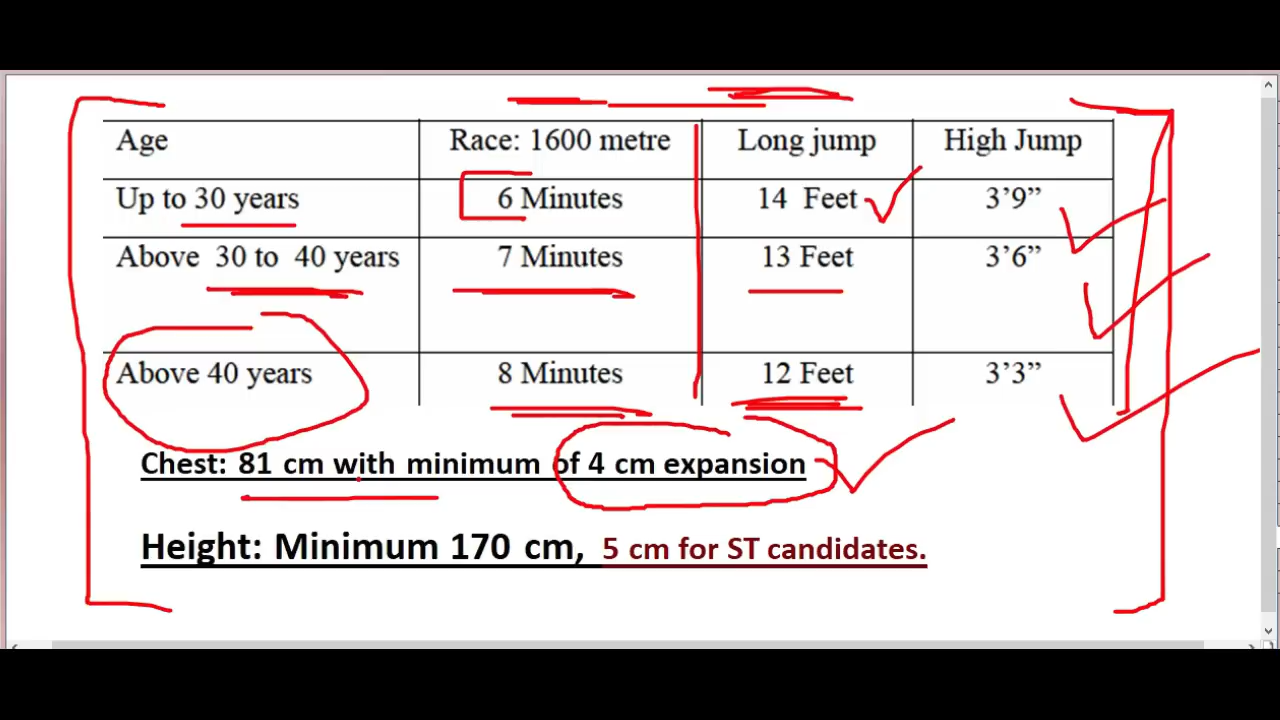 Age Race: 1600 metre Long jump High Jump
Up to 30 years 6 Minutes 14 Feet 3’9”
Above 30 to 40 years 7 Minutes 13 Feet 3’6”
Above 40 years 8 Minutes 12 Feet 3’3”
Chest: 81 cm with minimum of 4 cm expansion
Height: Minimum 170 cm, 5 cm for ST candidates.